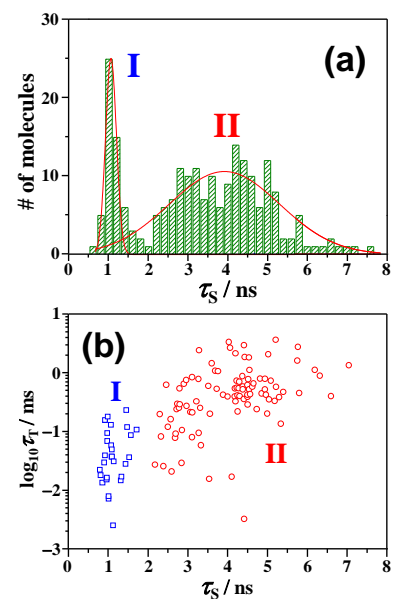 30
20
10
0
# of molecules
I
II
(a)
0 1 2 3 4 5 6 7 8
τS / ns
1
0
-1
-2
-3
log10 τT / ms
(b)
I
II
0 1 2 3 4 5 6 7 8
τS / ns